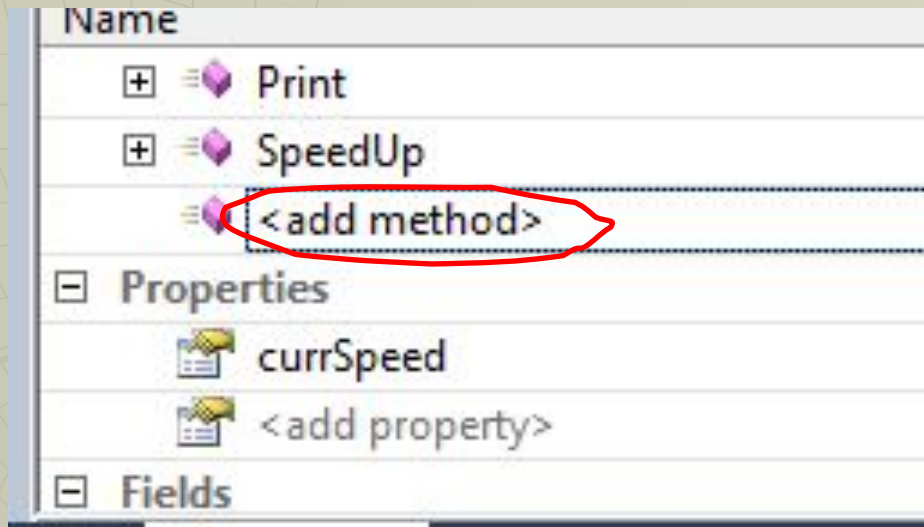 Name
Print
SpeedUp
<add method>
Properties
currSpeed
<add property>
Fields